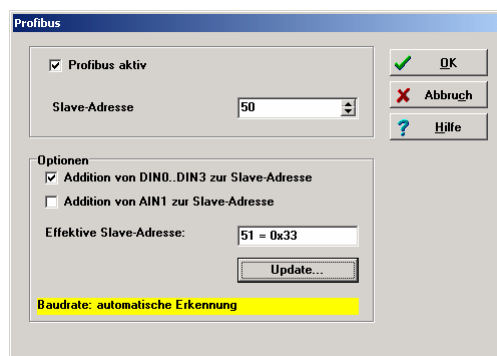 Profibus
Profibus aktiv
OK
Slave-Adresse
50
Abbruch
Hilfe
Optionen
Addition von DIN0..DIN3 zur Slave-Adresse
Addition von AIN1 zur Slave-Adresse
Effektive Slave-Adresse:
51 = 0x33
Update...
Baudrate: automatische Erkennung